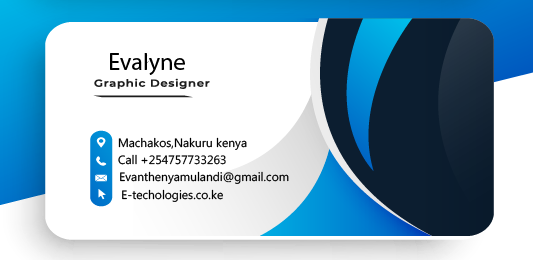 Evalyne
Graphic Designer
Machakos,Nakuru kenya
Call +254757733263
Evanthenyamulandi@gmail.com
E-techologies.co.ke